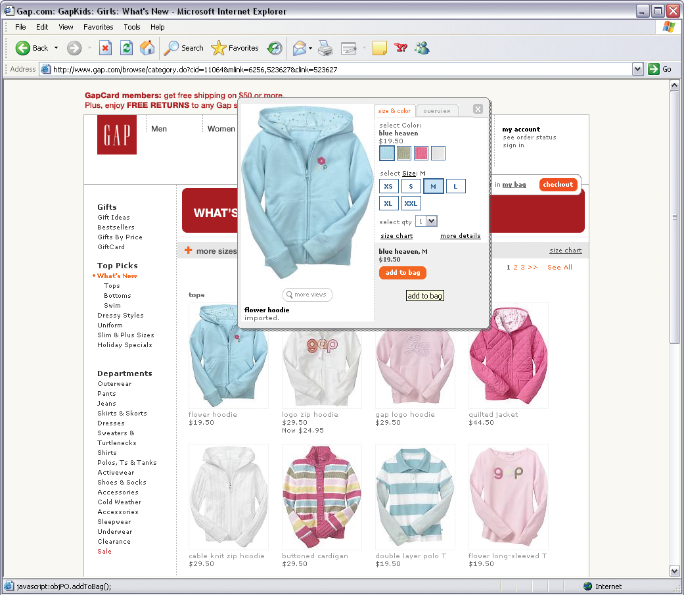 Gap.com: GapKids: Girls: What's New - Microsoft Internet Explorer
File Edit View Favorites Tools Help
Back Search Favorites
Address http://www.gap.com/browse/category.do?cid=11064&mlink=6256,523627&clink=523627 Go
GapCard members: get free shipping on $50 or more.
Plus, enjoy FREE RETURNS to any Gap s
GAP
Men
Women
my account
see order status
sign in
in my bag
checkout
WHAT'S
more sizes
size chart
1 2 3 >> See All
size & color
overview
select Color:
blue heaven
$19.50
select Size: M
XS S M L
XL XXL
select qty 1
size chart
more details
blue heaven, M
$19.50
add to bag
add to bag
more views
flower hoodie
imported.
Gifts
Gift Ideas
Bestsellers
Gifts By Price
GiftCard
Top Picks
What's New
Tops
Bottoms
Swim
Dressy Styles
Uniform
Slim & Plus Sizes
Holiday Specials
Departments
Outerwear
Pants
Jeans
Skirts & Skorts
Dresses
Sweaters &
Turtlenecks
Shirts
Polos, Ts & Tanks
Activewear
Shoes & Socks
Accessories
Cold Weather
Accessories
Sleepwear
Underwear
Clearance
Sale
tops
gap
flower hoodie
$19.50
logo zip hoodie
$29.50
Now $24.95
gap logo hoodie
$29.50
quilted jacket
$44.50
gap
cable knit zip hoodie
$29.50
buttoned cardigan
$29.50
double layer polo T
$29.50
flower long-sleeved T
$19.50
javascript:objPO.addToBag();
Internet